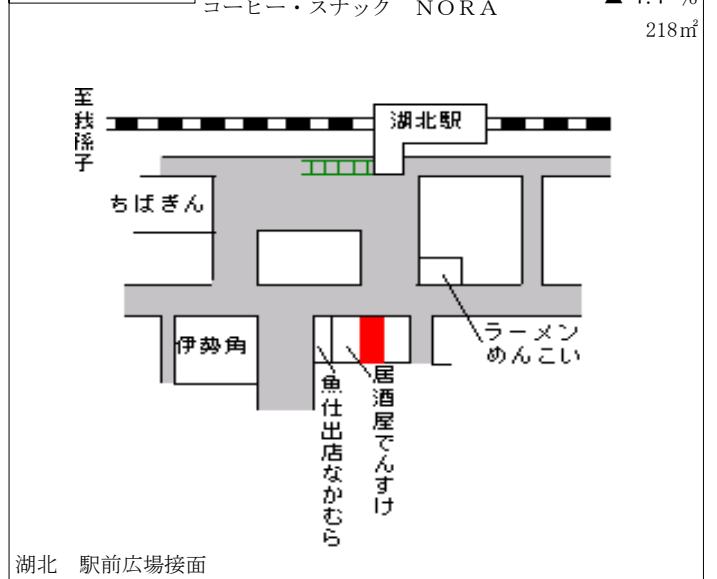 コーヒー・スナック　ＮＯＲＡ
218㎡
至我孫子
湖北駅
ちばぎん
伊勢角
ラーメン
めんこい
居酒屋でんすけ
魚仕出店なかむら
湖北　駅前広場接面